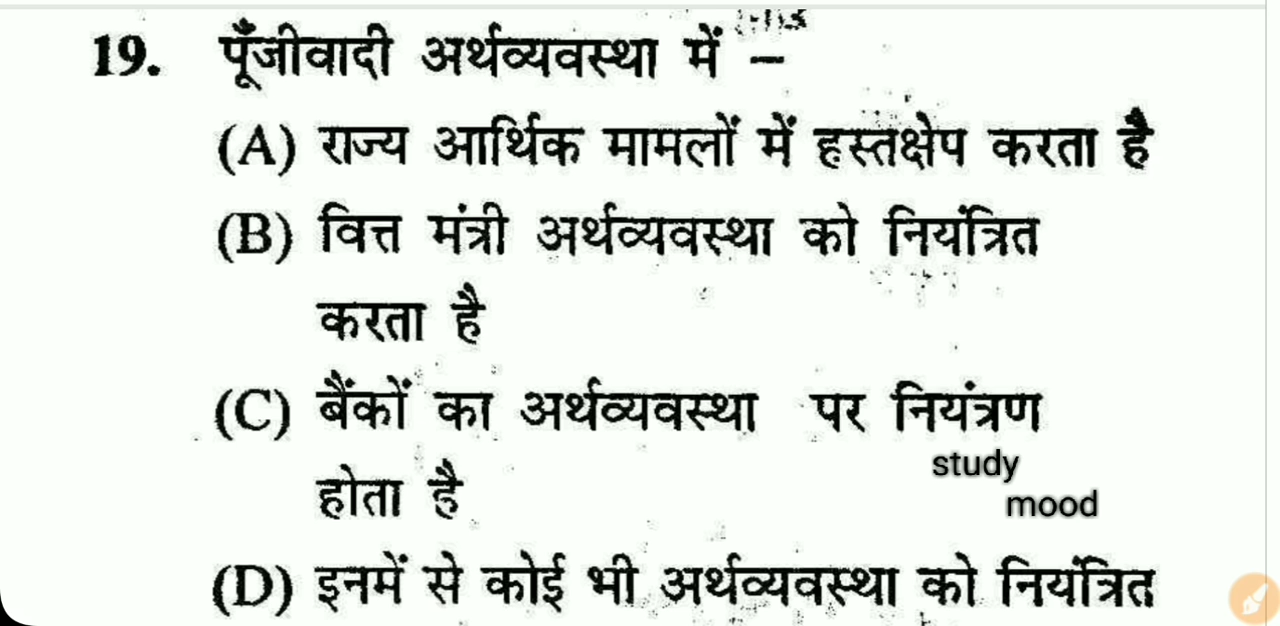 19. पूँजीवादी अर्थव्यवस्था में –
(A) राज्य आर्थिक मामलों में हस्तक्षेप करता है
(B) वित्त मंत्री अर्थव्यवस्था को नियंत्रित
करता है
(C) बैंकों का अर्थव्यवस्था पर नियंत्रण
study
होता है
mood
(D) इनमें से कोई भी अर्थव्यवस्था को नियंत्रित